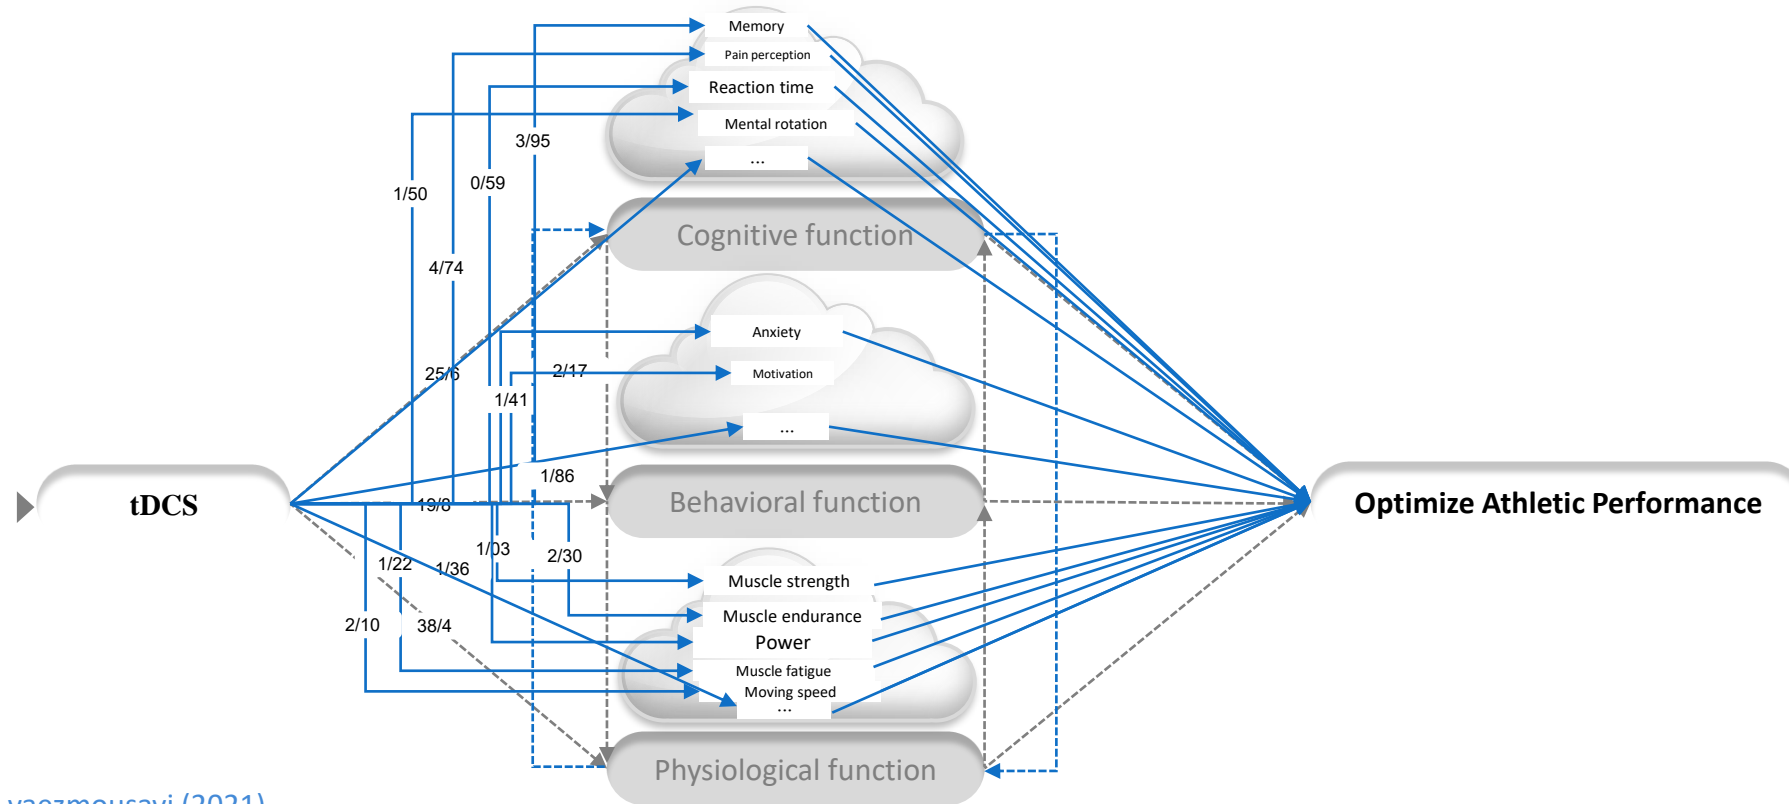 Memory
Pain perception
Reaction time
Mental rotation
...
3/95
0/59
1/50
4/74
Cognitive function
Anxiety
Motivation
...
25/6
2/17
1/41
1/86
tDCS
19/8
Behavioral function
Optimize Athletic Performance
1/03
2/30
1/22
1/36
2/10
38/4
Muscle strength
Muscle endurance
Power
Muscle fatigue
Moving speed
...
Physiological function
vaezmousavi (2021)